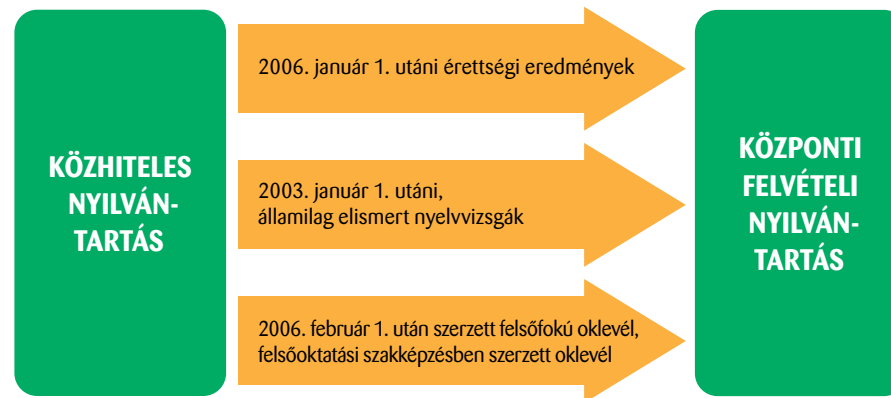 KÖZHITELES
NYILVÁN-
TARTÁS
2006. január 1. utáni érettségi eredmények
2003. január 1. utáni,
államilag elismert nyelvvizsgák
2006. február 1. után szerzett felsőfokú oklevél,
felsőoktatási szakképzésben szerzett oklevél
KÖZPONTI
FELVÉTELI
NYILVÁN-
TARTÁS